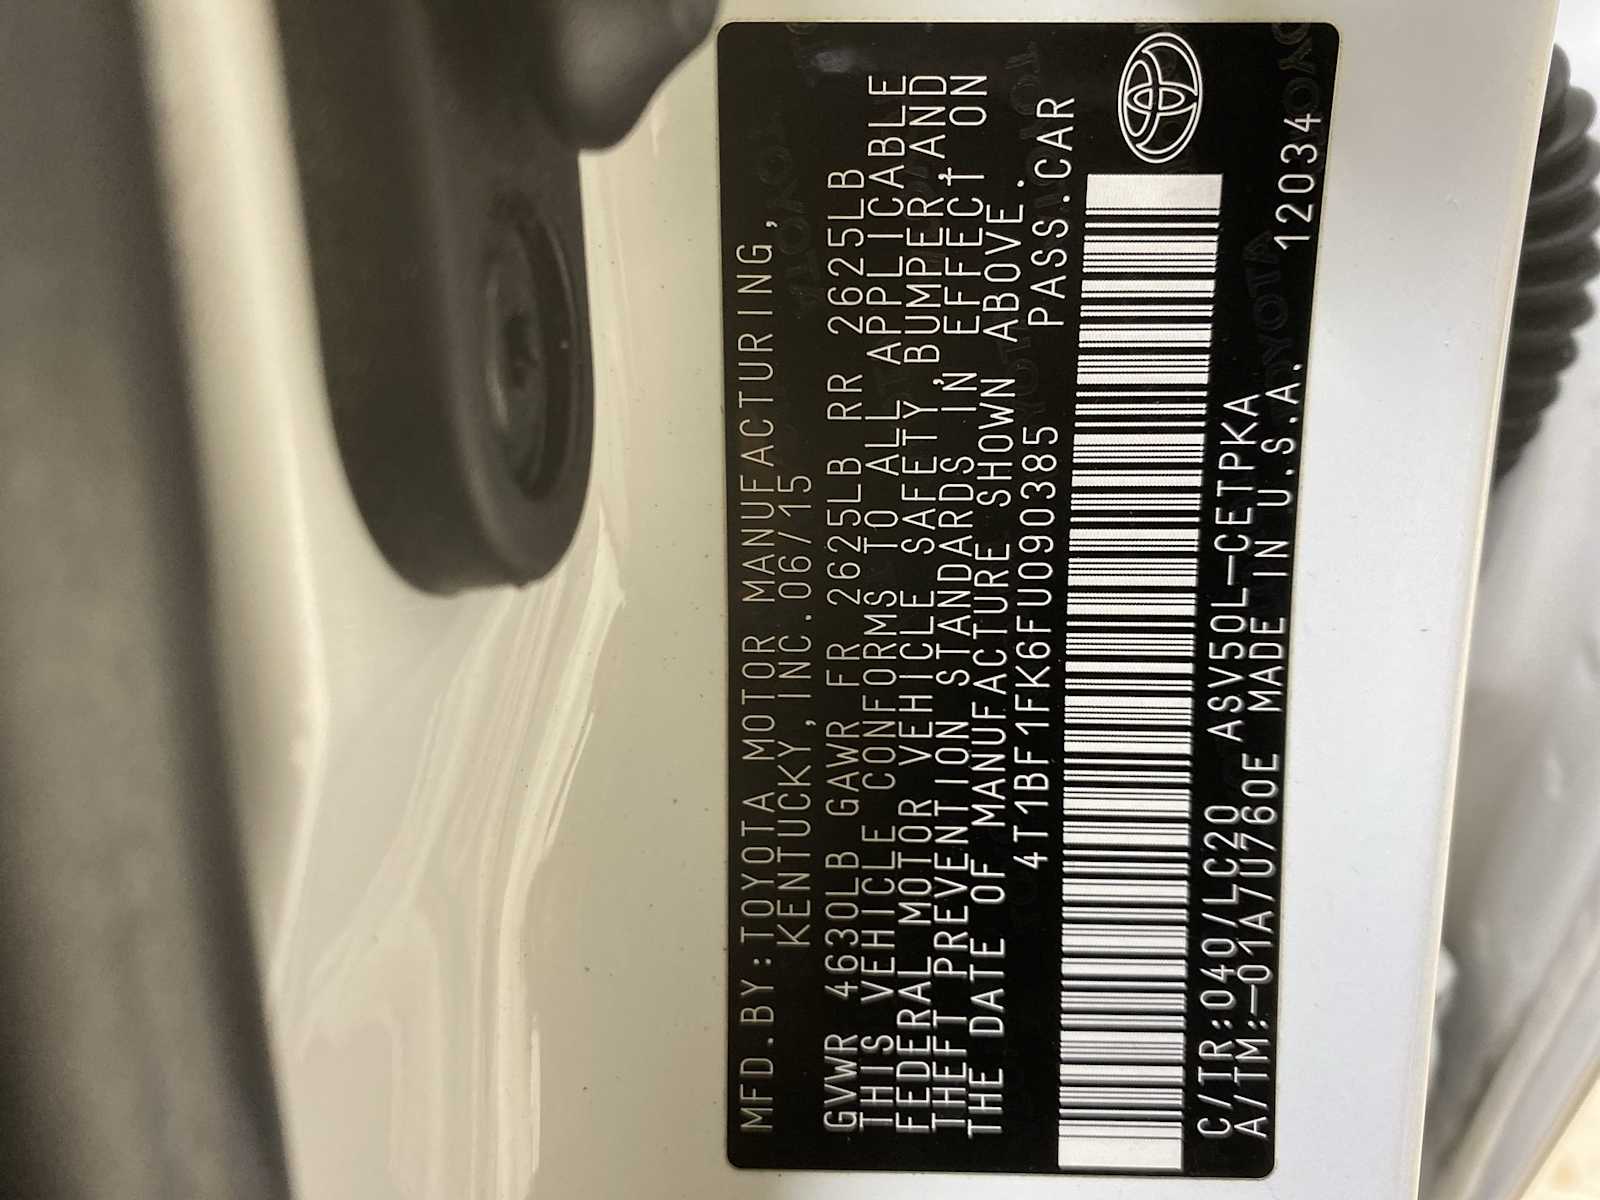 MFD.BY:TOYOTA MOTOR MANUFACTURING,
KENTUCKY,INC.06/15
GVWR 4630LB GAWR FR 2625LB RR 2625LB
THIS VEHICLE CONFORMS TO ALL APPLICABLE
FEDERAL MOTOR VEHICLE SAFETY, BUMPER, AND
THEFT PREVENTION STANDARDS IN EFFECT ON
THE DATE OF MANUFACTURE SHOWN ABOVE.
4T1BF1FK6FU090385 PASS.CAR
C/TR:040/LC20 ASV50L-CETPKA
A/TM:-01A/U760E MADE IN U.S.A. 12034